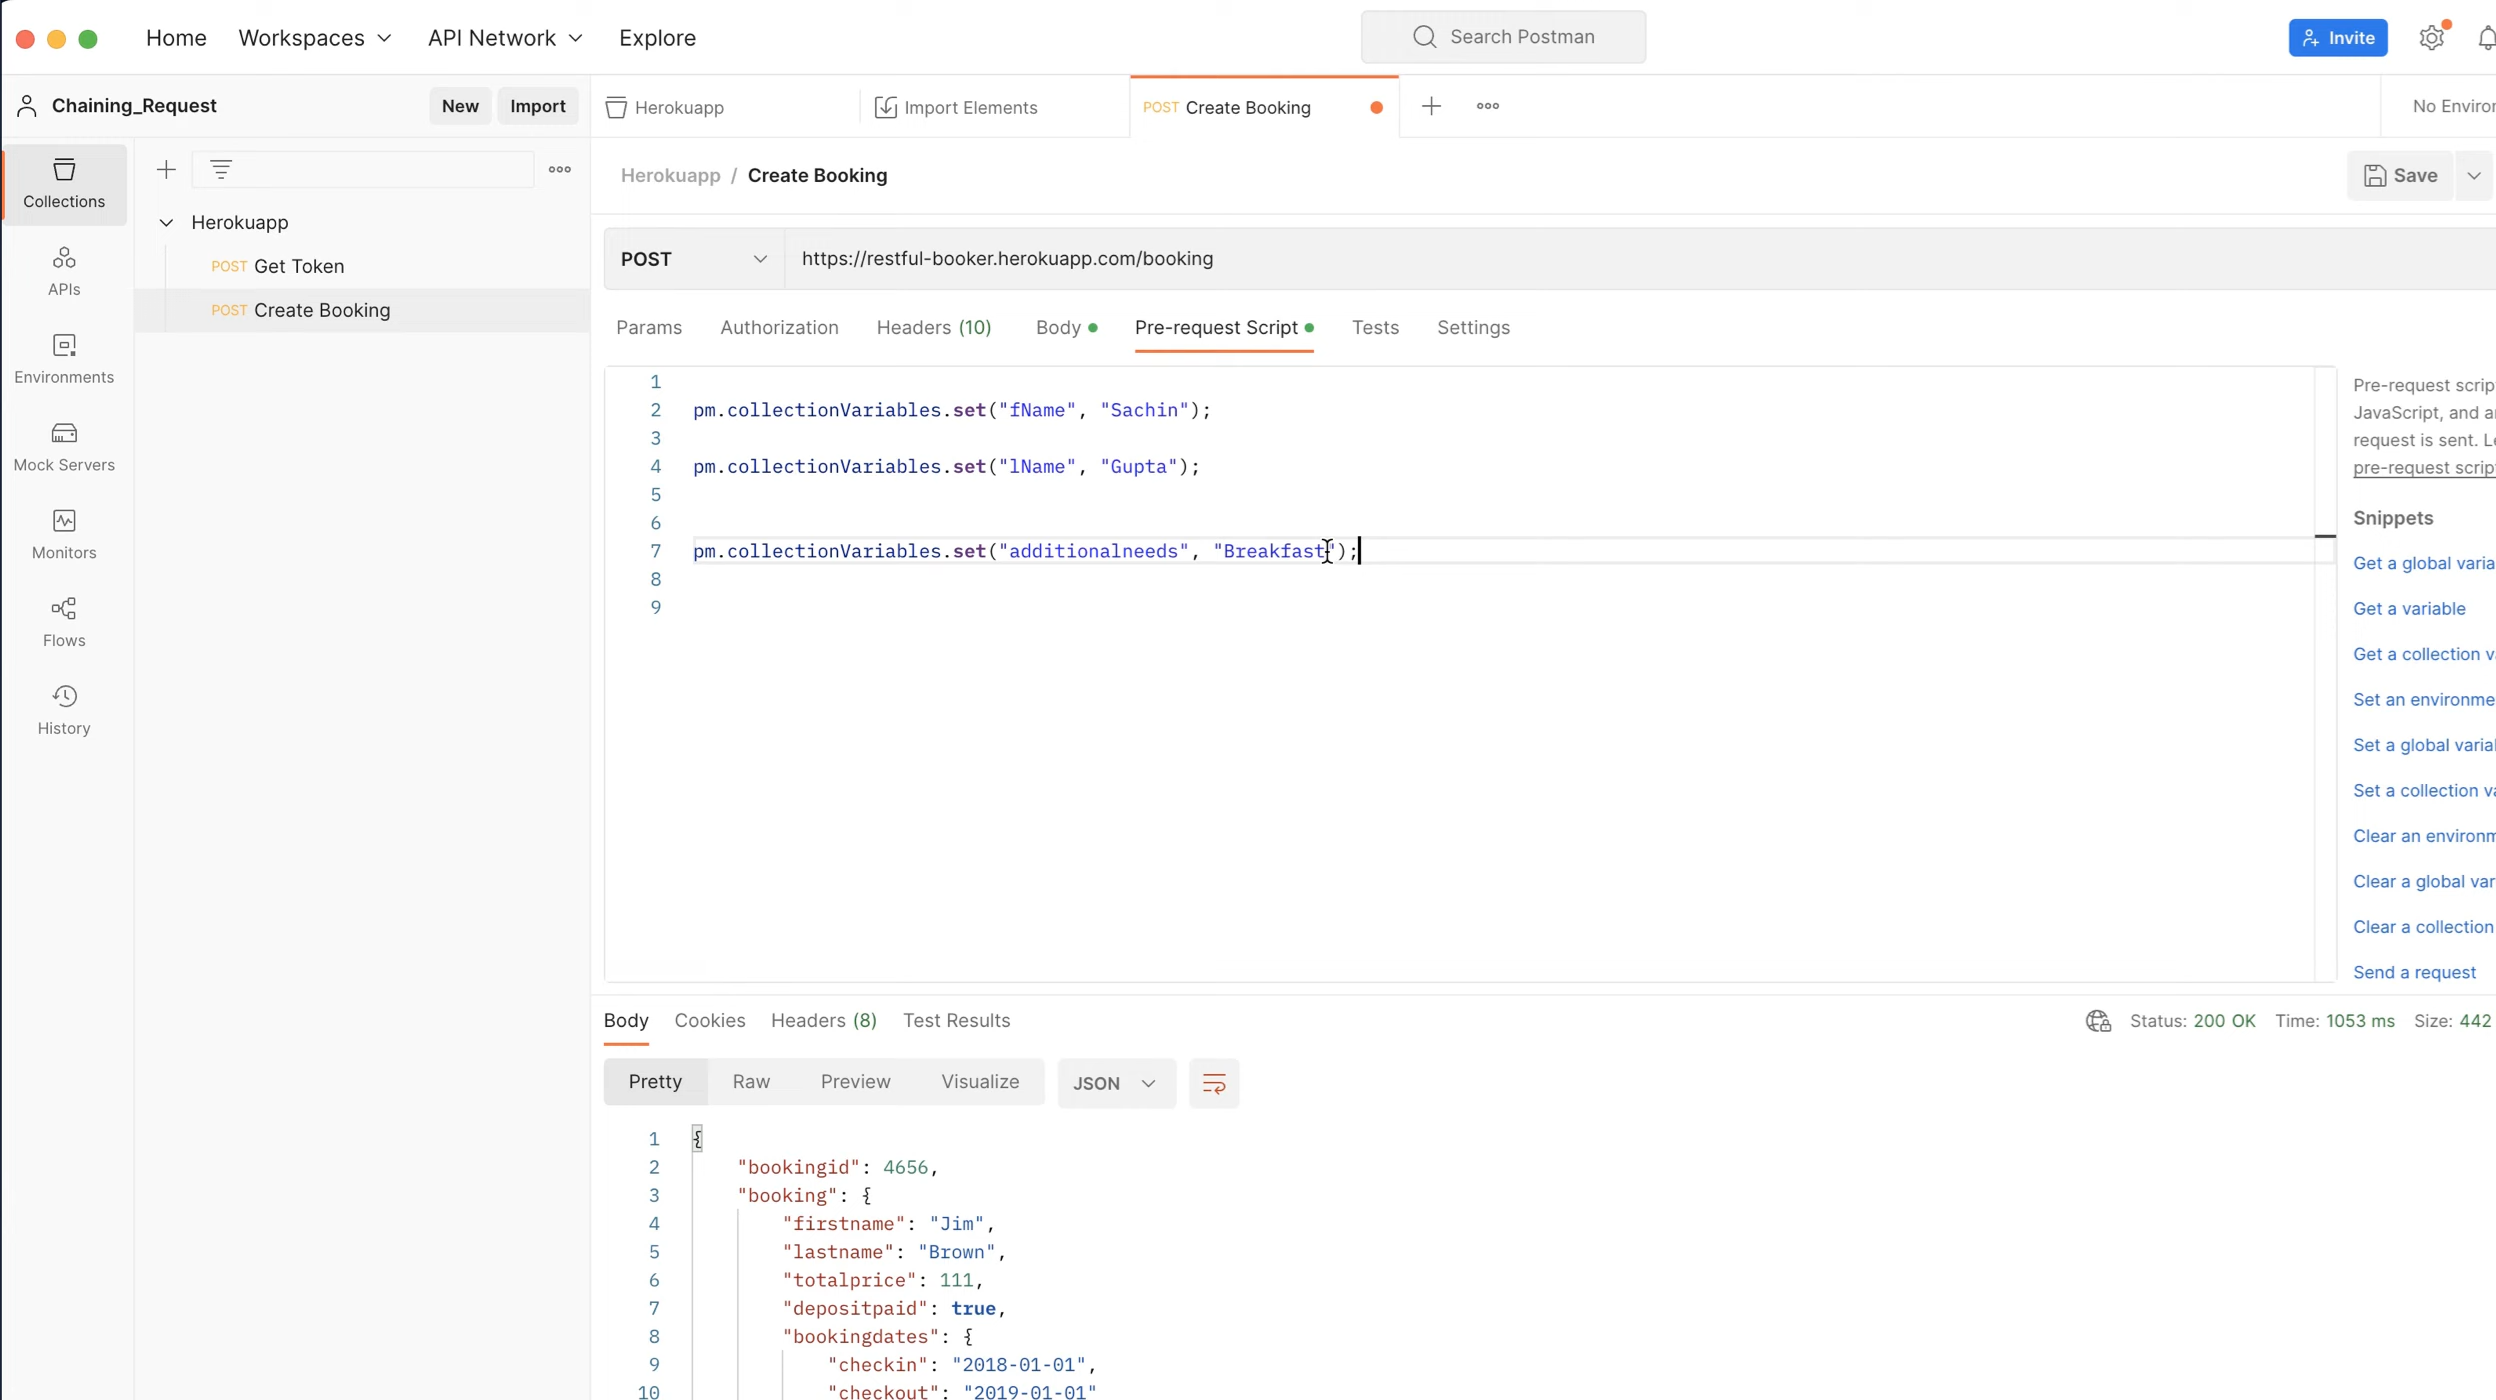 Home Workspaces API Network Explore Search Postman Invite
Chaining_Request New Import Herokuapp Import Elements POST Create Booking No
Collections
APIs
Environments
Mock Servers
Monitors
Flows
History
Herokuapp
POST Get Token
POST Create Booking
Herokuapp / Create Booking Save
POST https://restful-booker.herokuapp.com/booking
Params Authorization Headers (10) Body Pre-request Script Tests Settings
1
2 pm.collectionVariables.set("fName", "Sachin");
3
4 pm.collectionVariables.set("lName", "Gupta");
5
6
7 pm.collectionVariables.set("additionalneeds", "Breakfast");
8
9
Pre-request
JavaScript, and
request is sent.
pre-request
Snippets
Get a global
Get a variable
Get a collection
Set an
Set a global
Set a collection
Clear an
Clear a global
Clear a collection
Send a request
Body Cookies Headers (8) Test Results Status: 200 OK Time: 1053 ms Size: 442
Pretty Raw Preview Visualize JSON
1 {
2 "bookingid": 4656,
3 "booking": {
4 "firstname": "Jim",
5 "lastname": "Brown",
6 "totalprice": 111,
7 "depositpaid": true,
8 "bookingdates": {
9 "checkin": "2018-01-01",
10 "checkout": "2019-01-01"